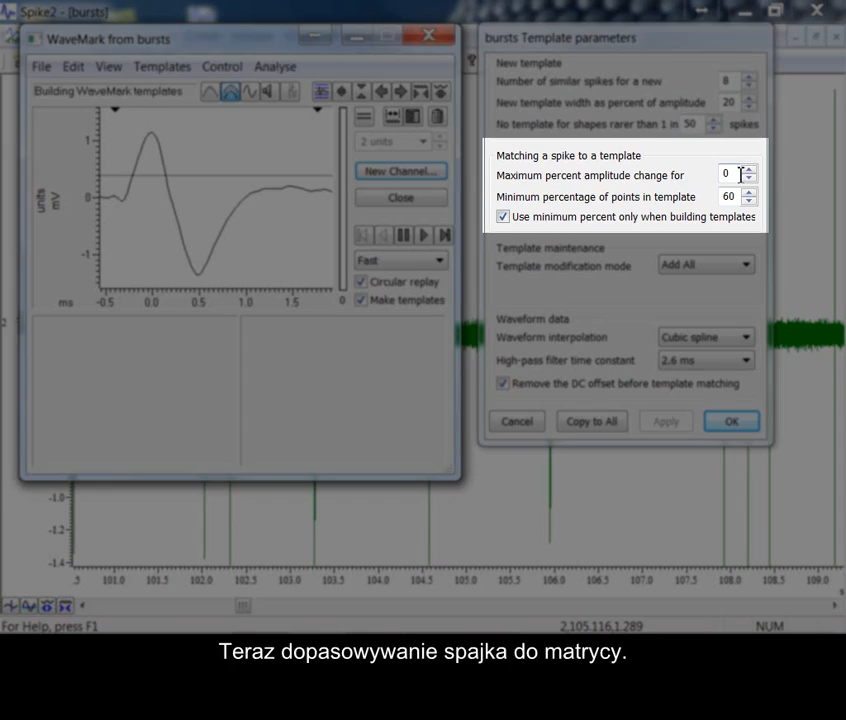 Spike2 - [bursts]
WaveMark from bursts
File Edit View Templates Control Analyse
Building WaveMark templates
2 units
New Channel...
Close
Fast
Circular replay
Make templates
units
mV
1
0
-1
ms -0.5 0.0 0.5 1.0 1.5 0
bursts Template parameters
New template
Number of similar spikes for a new 8
New template width as percent of amplitude 20
No template for shapes rarer than 1 in 50 spikes
Matching a spike to a template
Maximum percent amplitude change for 0
Minimum percentage of points in template 60
Use minimum percent only when building templates
Template maintenance
Template modification mode Add All
Waveform data
Waveform interpolation Cubic spline
High-pass filter time constant 2.6 ms
Remove the DC offset before template matching
Cancel Copy to All Apply OK
2
-1.0
-1.2
-1.4
.5 101.0 101.5 102.0 102.5 103.0 103.5 104.0 104.5 105.0 105.5 106.0 106.5 107.0 107.5 108.0 108.5 109.0
s
For Help, press F1 2,105.116,1.289 NUM
Teraz dopasowywanie spajka do matrycy.